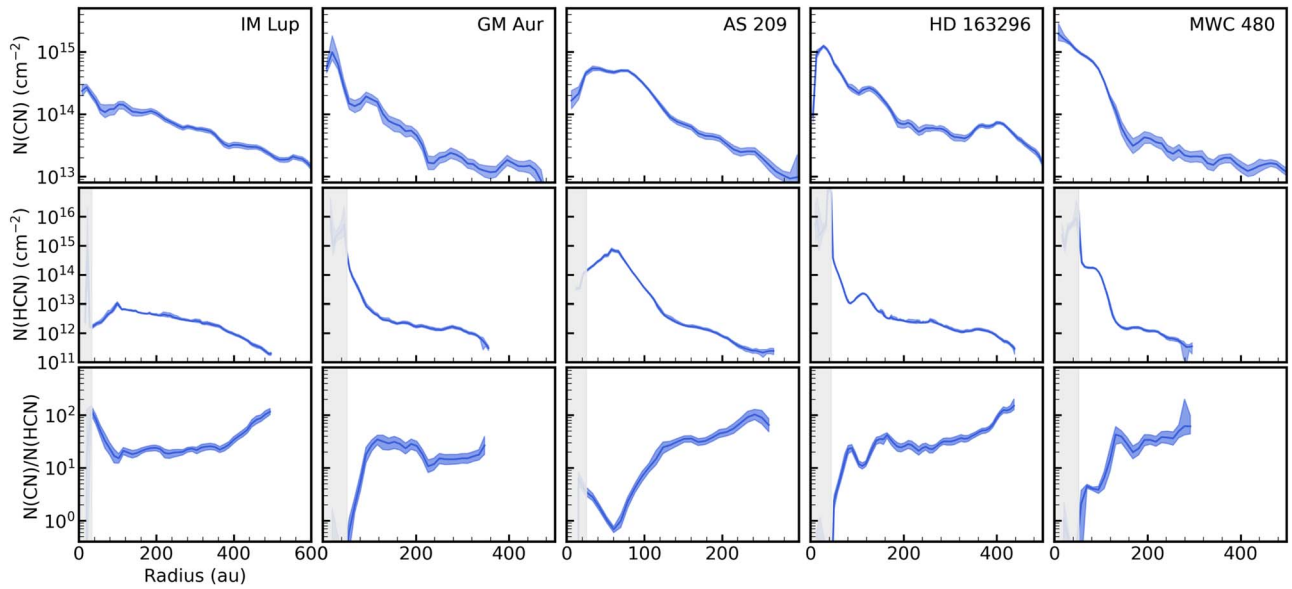 IM Lup GM Aur AS 209 HD 163296 MWC 480
N(CN) (cm⁻²)
10¹⁵
10¹⁴
10¹³
N(HCN) (cm⁻²)
10¹⁶
10¹⁵
10¹⁴
10¹³
10¹²
10¹¹
N(CN)/N(HCN)
10²
10¹
10⁰
0 200 400 600 0 200 400 0 100 200 0 200 400 0 200 400
Radius (au)